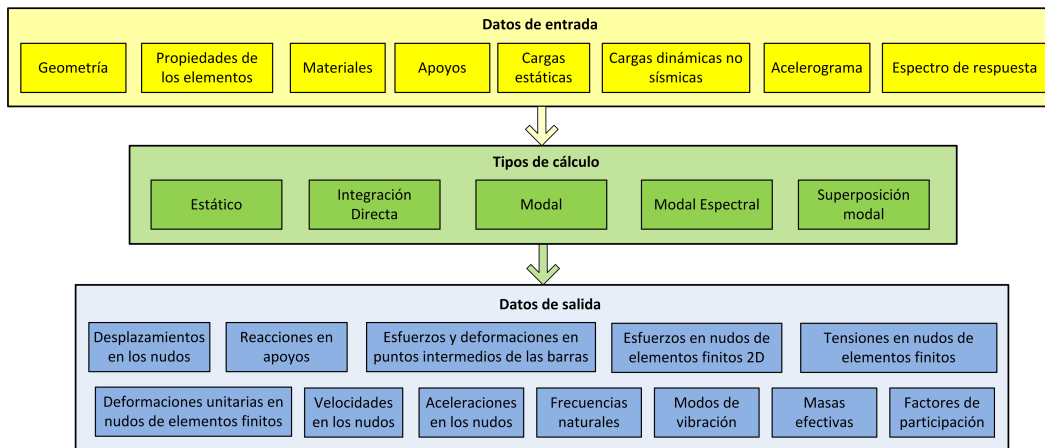 Datos de entrada
Geometría
Propiedades de
los elementos
Materiales
Apoyos
Cargas
estáticas
Cargas dinámicas no
sísmicas
Acelerograma
Espectro de respuesta
Tipos de cálculo
Estático
Integración
Directa
Modal
Modal Espectral
Superposición
modal
Datos de salida
Desplazamientos
en los nudos
Reacciones en
apoyos
Esfuerzos y deformaciones en
puntos intermedios de las barras
Esfuerzos en nudos de
elementos finitos 2D
Tensiones en nudos de
elementos finitos
Deformaciones unitarias en
nudos de elementos finitos
Velocidades
en los nudos
Aceleraciones
en los nudos
Frecuencias
naturales
Modos de
vibración
Masas
efectivas
Factores de
participación